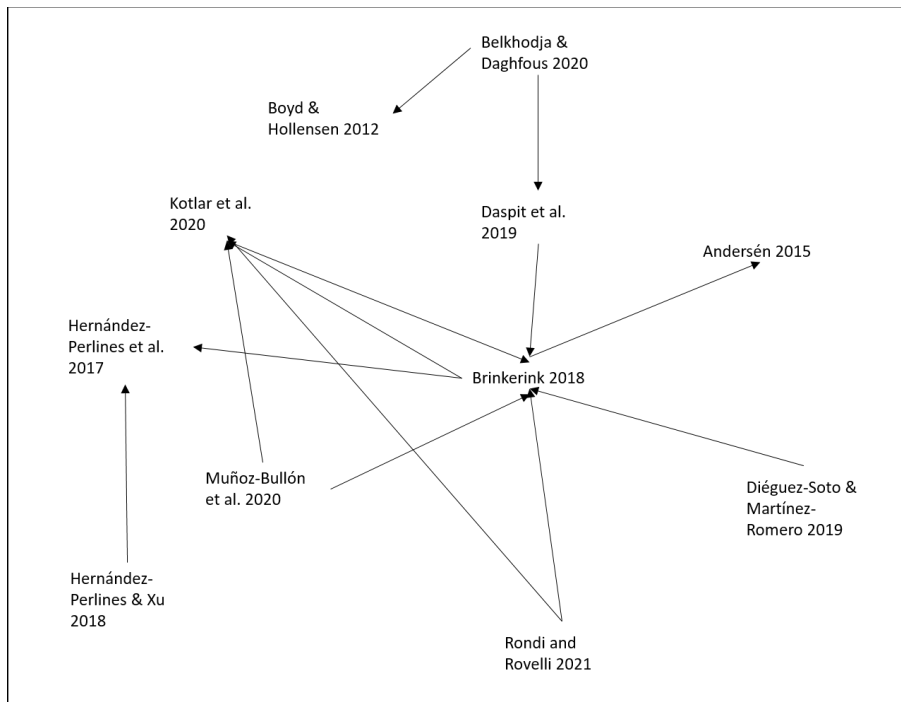 Belkhodja &
Daghfous 2020
Boyd &
Hollensen 2012
Kotlar et al.
2020
Daspit et al.
2019
Andersén 2015
Hernández-
Perlines et al.
2017
Brinkerink 2018
Muñoz-Bullón
et al. 2020
Diéguez-Soto &
Martínez-
Romero 2019
Hernández-
Perlines & Xu
2018
Rondi and
Rovelli 2021